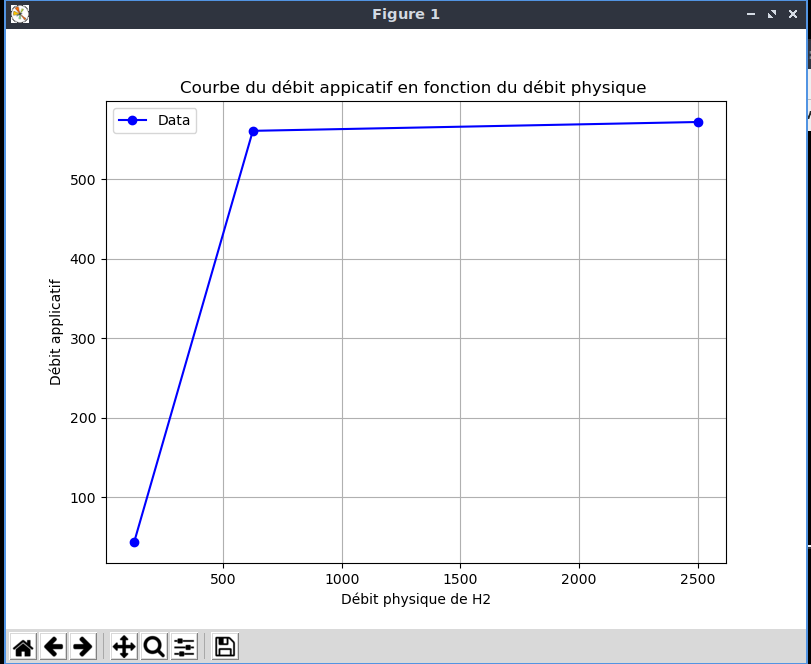 Figure 1
Courbe du débit appicatif en fonction du débit physique
Data
500
400
300
200
100
Débit applicatif
500 1000 1500 2000 2500
Débit physique de H2